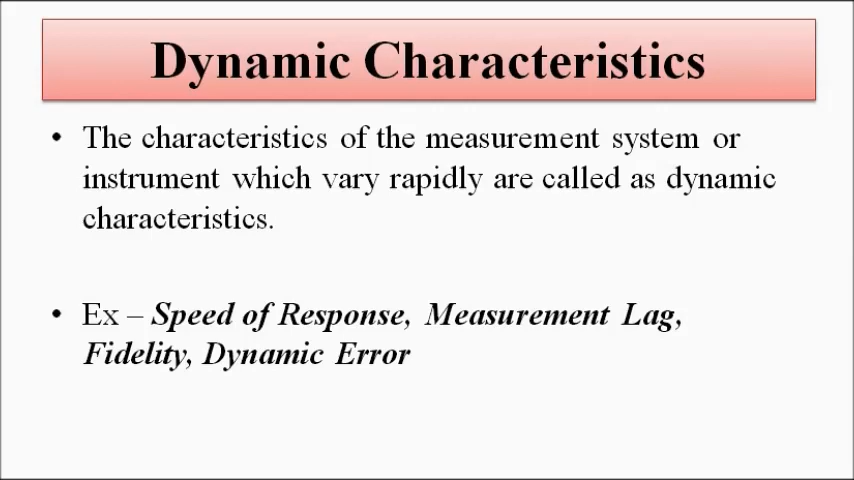 Dynamic Characteristics
• The characteristics of the measurement system or
instrument which vary rapidly are called as dynamic
characteristics.
• Ex – Speed of Response, Measurement Lag,
Fidelity, Dynamic Error